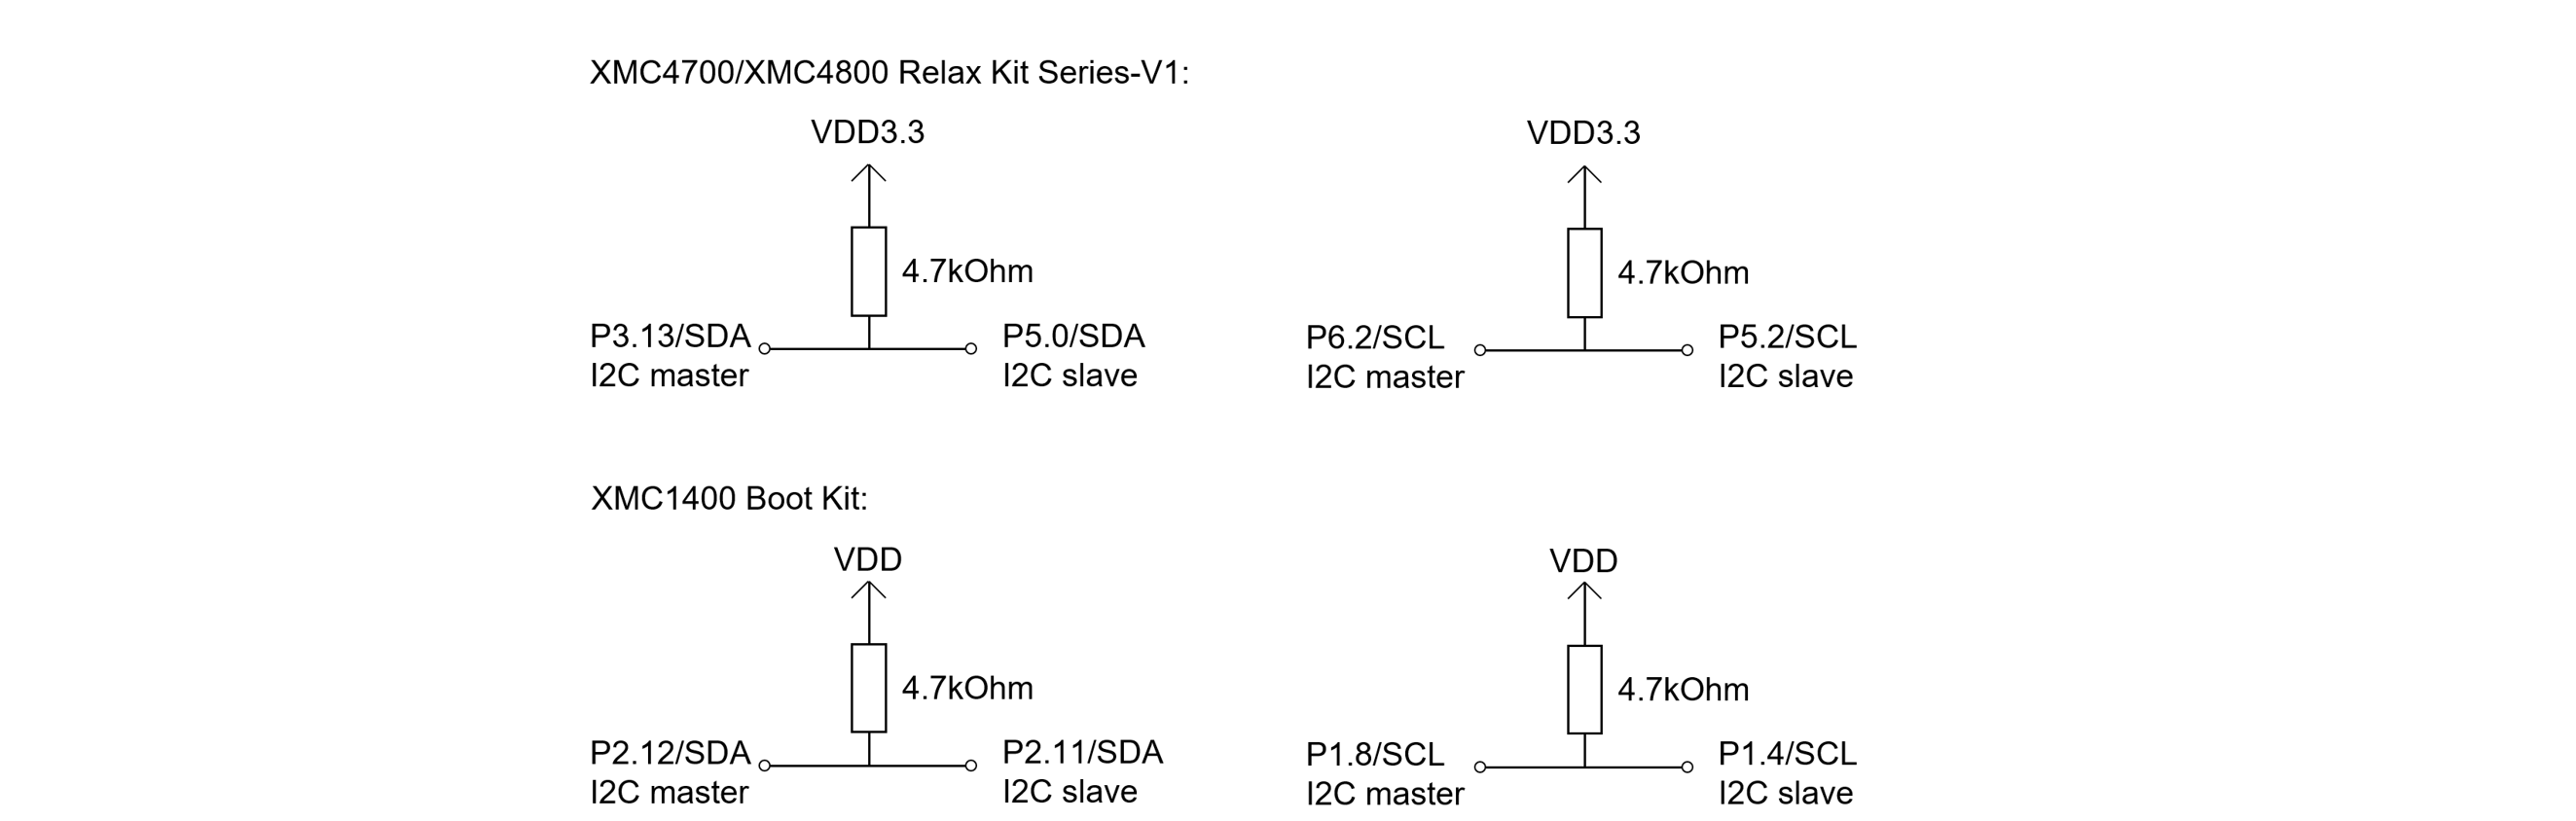 XMC4700/XMC4800 Relax Kit Series-V1:
VDD3.3
4.7kOhm
P3.13/SDA
I2C master
P5.0/SDA
I2C slave
VDD3.3
4.7kOhm
P6.2/SCL
I2C master
P5.2/SCL
I2C slave
XMC1400 Boot Kit:
VDD
4.7kOhm
P2.12/SDA
I2C master
P2.11/SDA
I2C slave
VDD
4.7kOhm
P1.8/SCL
I2C master
P1.4/SCL
I2C slave